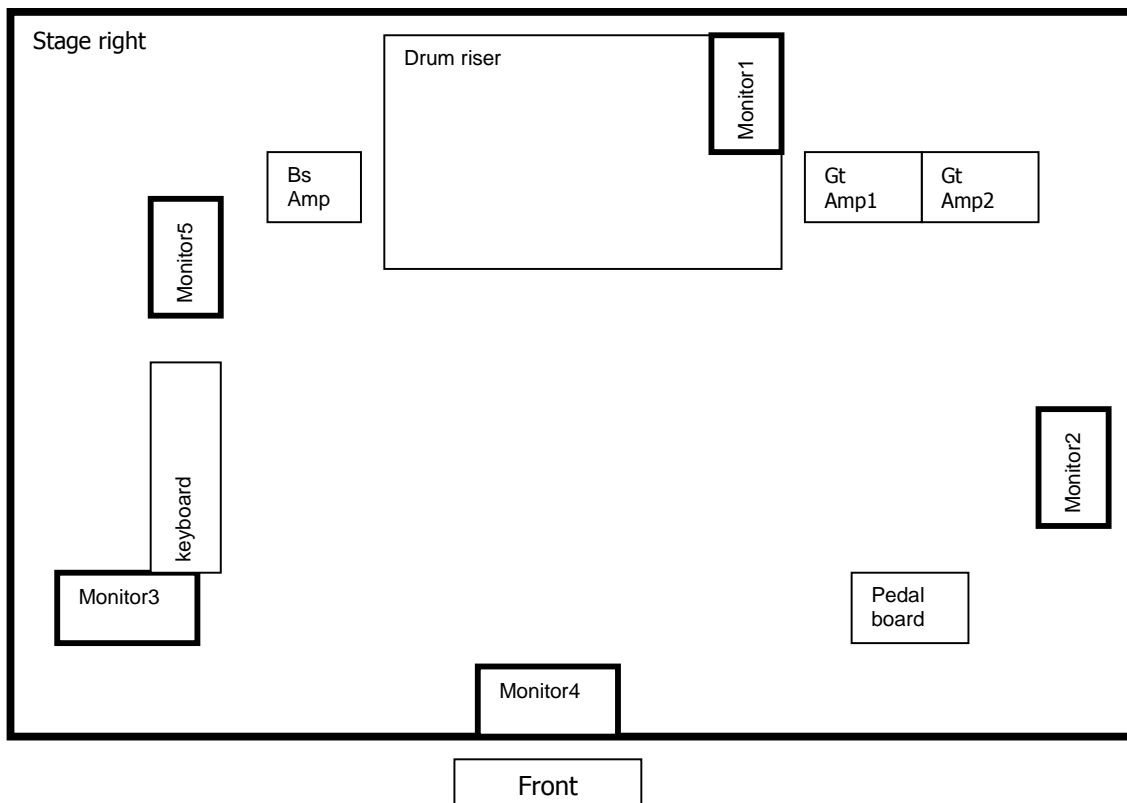 Stage right
Drum riser
Monitor1
Bs
Amp
Gt
Amp1
Gt
Amp2
Monitor5
keyboard
Monitor2
Monitor3
Pedal
board
Monitor4
Front